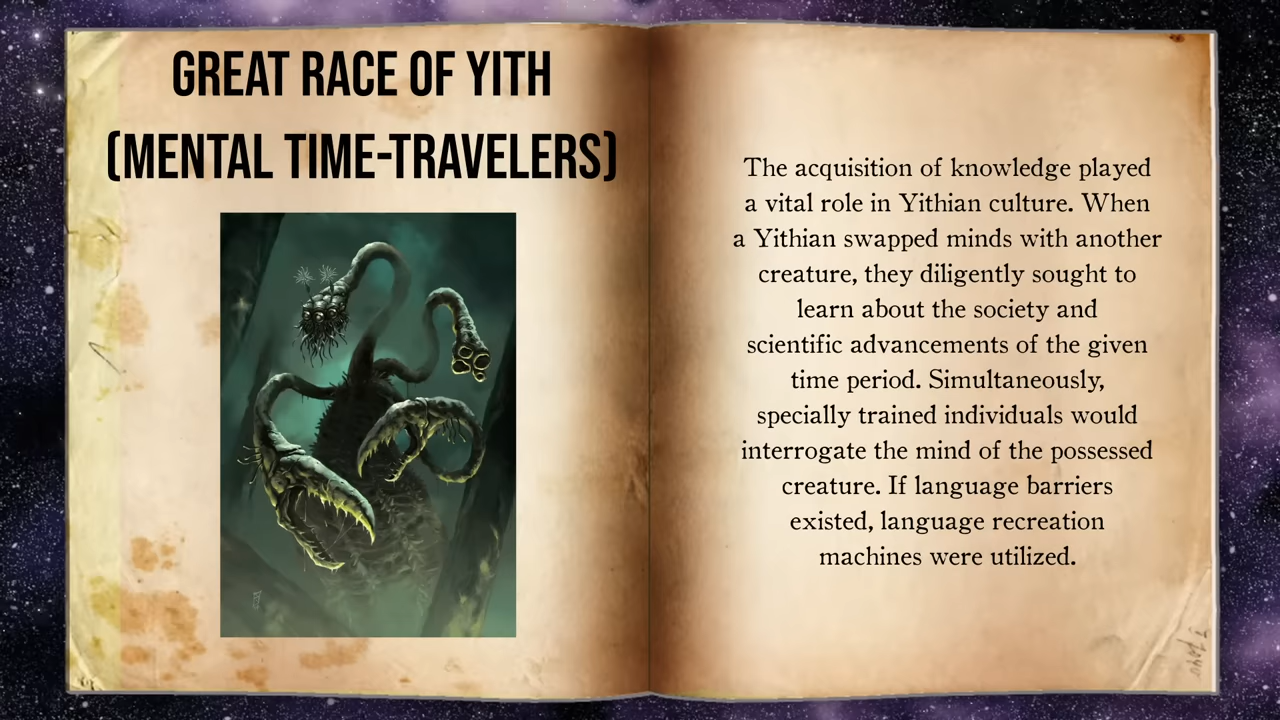 GREAT RACE OF YITH
(MENTAL TIME-TRAVELERS)
The acquisition of knowledge played
a vital role in Yithian culture. When
a Yithian swapped minds with another
creature, they diligently sought to
learn about the society and
scientific advancements of the given
time period. Simultaneously,
specially trained individuals would
interrogate the mind of the possessed
creature. If language barriers
existed, language recreation
machines were utilized.